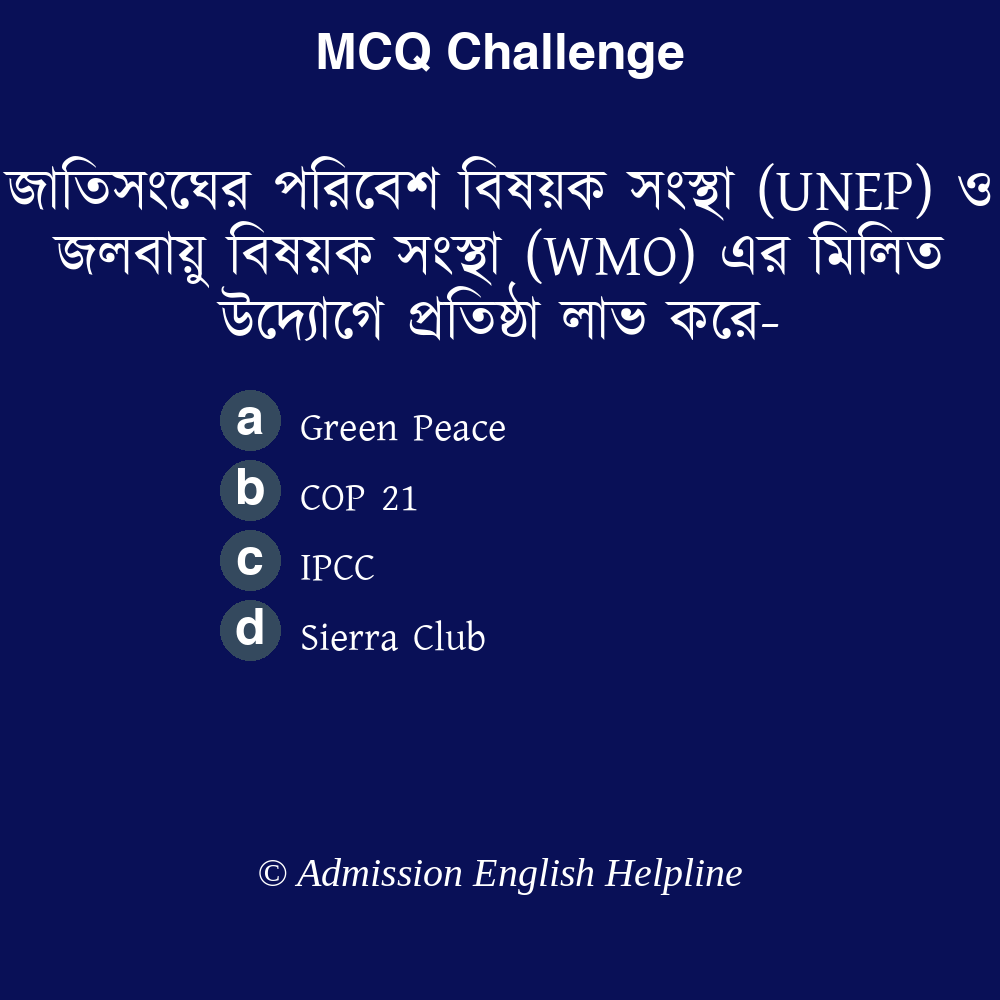 MCQ Challenge
জাতিসংঘের পরিবেশ বিষয়ক সংস্থা (UNEP) ও
জলবায়ু বিষয়ক সংস্থা (WMO) এর মিলিত
উদ্যোগে প্রতিষ্ঠা লাভ করে-
a Green Peace
b COP 21
c IPCC
d Sierra Club
© Admission English Helpline